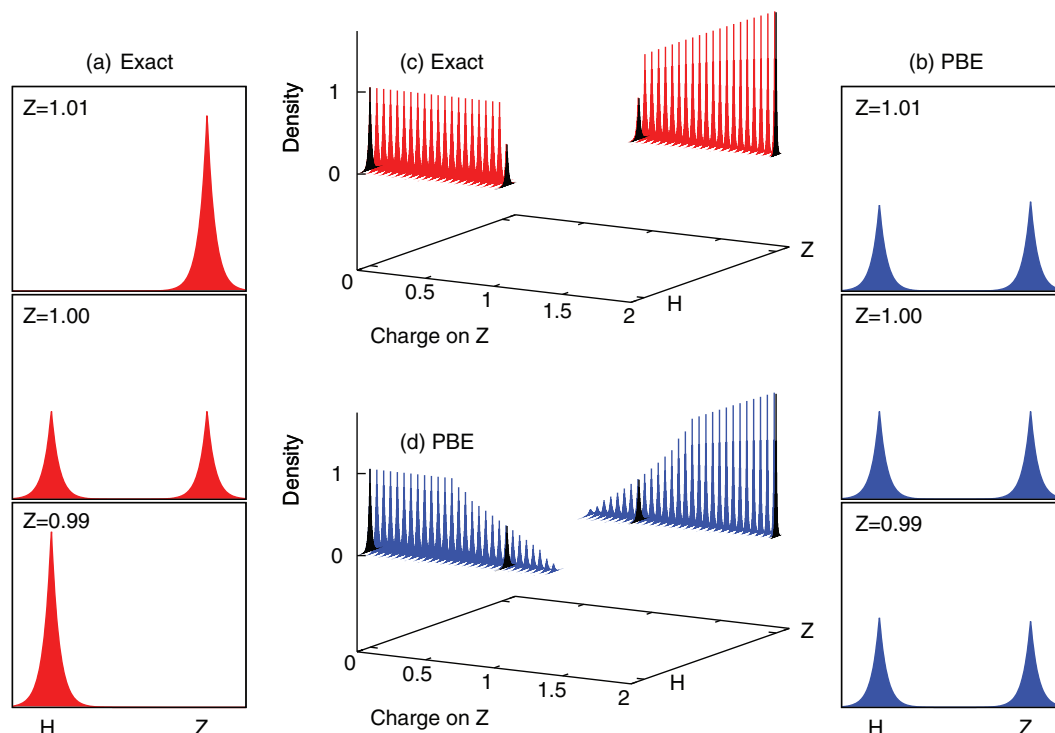 (a) Exact
Z=1.01
Z=1.00
Z=0.99
H Z
(c) Exact
Density
1
0
0 0.5 1 1.5 2
Charge on Z
H
Z
(d) PBE
Density
1
0
0 0.5 1 1.5 2
Charge on Z
H
Z
(b) PBE
Z=1.01
Z=1.00
Z=0.99
H Z